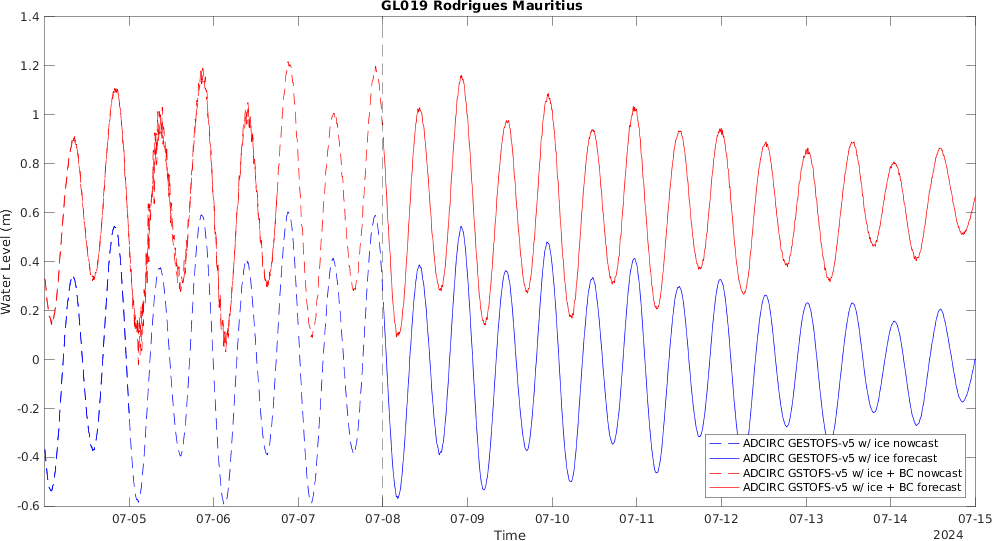 GL019 Rodrigues Mauritius
1.4
1.2
1
0.8
0.6
0.4
0.2
0
-0.2
-0.4
-0.6
Water Level (m)
ADCIRC GESTOFS-v5 w/ ice nowcast
ADCIRC GESTOFS-v5 w/ ice forecast
ADCIRC GSTOFS-v5 w/ ice + BC nowcast
ADCIRC GSTOFS-v5 w/ ice + BC forecast
07-05 07-06 07-07 07-08 07-09 07-10 07-11 07-12 07-13 07-14 07-15
Time
2024